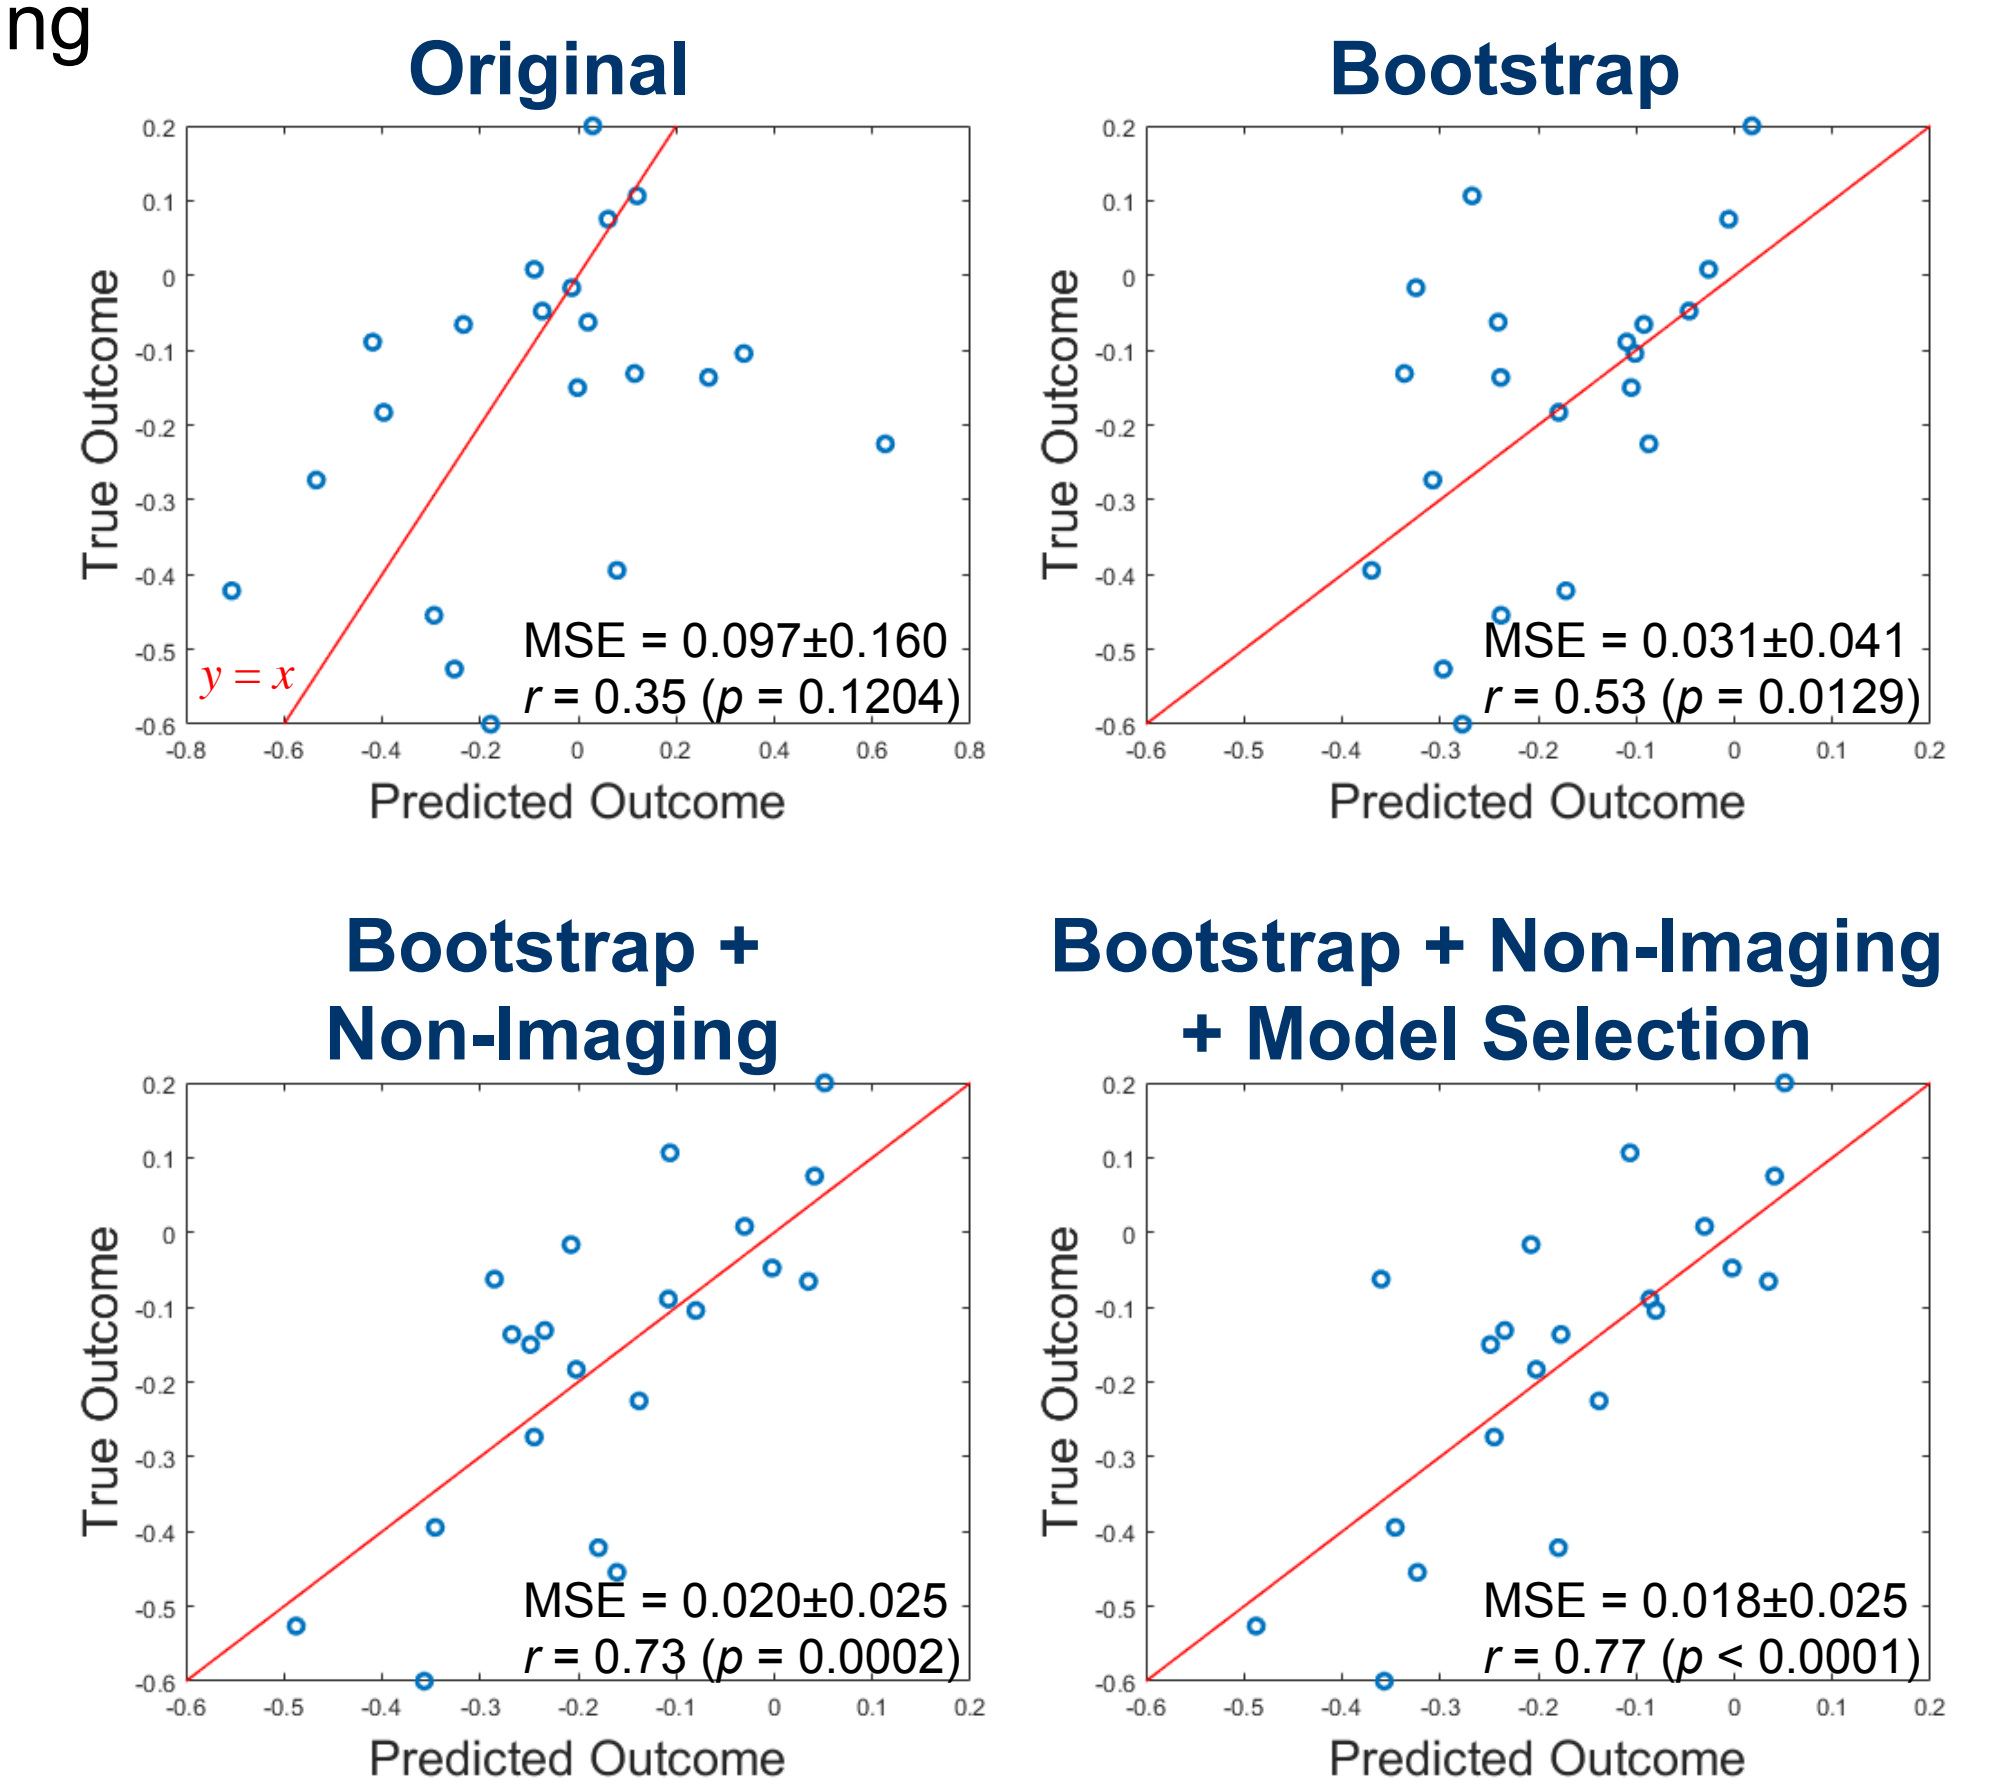 ng
Original
0.2
0.1
0
-0.1
-0.2
-0.3
-0.4
-0.5
-0.6
True Outcome
y = x
MSE = 0.097±0.160
r = 0.35 (p = 0.1204)
-0.8 -0.6 -0.4 -0.2 0 0.2 0.4 0.6 0.8
Predicted Outcome
Bootstrap
0.2
0.1
0
-0.1
-0.2
-0.3
-0.4
-0.5
-0.6
True Outcome
MSE = 0.031±0.041
r = 0.53 (p = 0.0129)
-0.6 -0.5 -0.4 -0.3 -0.2 -0.1 0 0.1 0.2
Predicted Outcome
Bootstrap +
Non-Imaging
0.2
0.1
0
-0.1
-0.2
-0.3
-0.4
-0.5
-0.6
True Outcome
MSE = 0.020±0.025
r = 0.73 (p = 0.0002)
-0.6 -0.5 -0.4 -0.3 -0.2 -0.1 0 0.1 0.2
Predicted Outcome
Bootstrap + Non-Imaging
+ Model Selection
0.2
0.1
0
-0.1
-0.2
-0.3
-0.4
-0.5
-0.6
True Outcome
MSE = 0.018±0.025
r = 0.77 (p < 0.0001)
-0.6 -0.5 -0.4 -0.3 -0.2 -0.1 0 0.1 0.2
Predicted Outcome